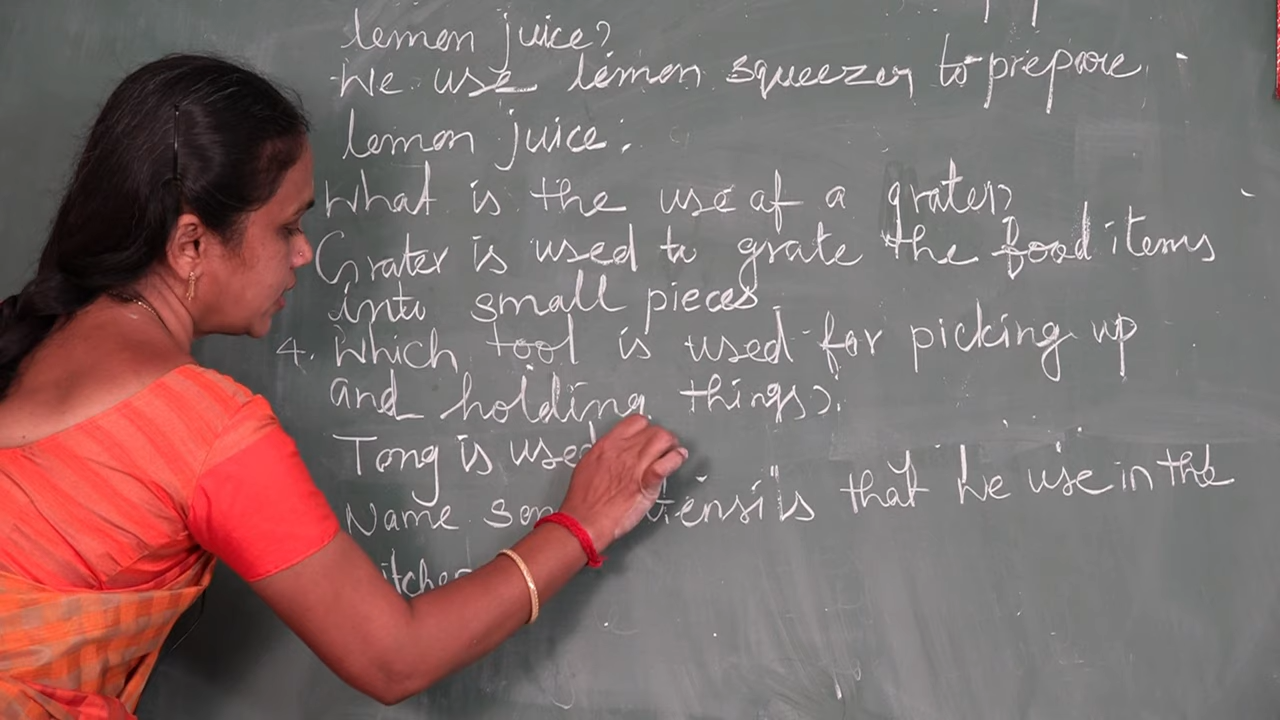 lemon juice?
We use lemon squeezer to prepare
lemon juice.
What is the use of a grater?
Grater is used to grate the food items
into small pieces.
4. Which tool is used for picking up
and holding things?
Tong is used
Name utensils that we use in the